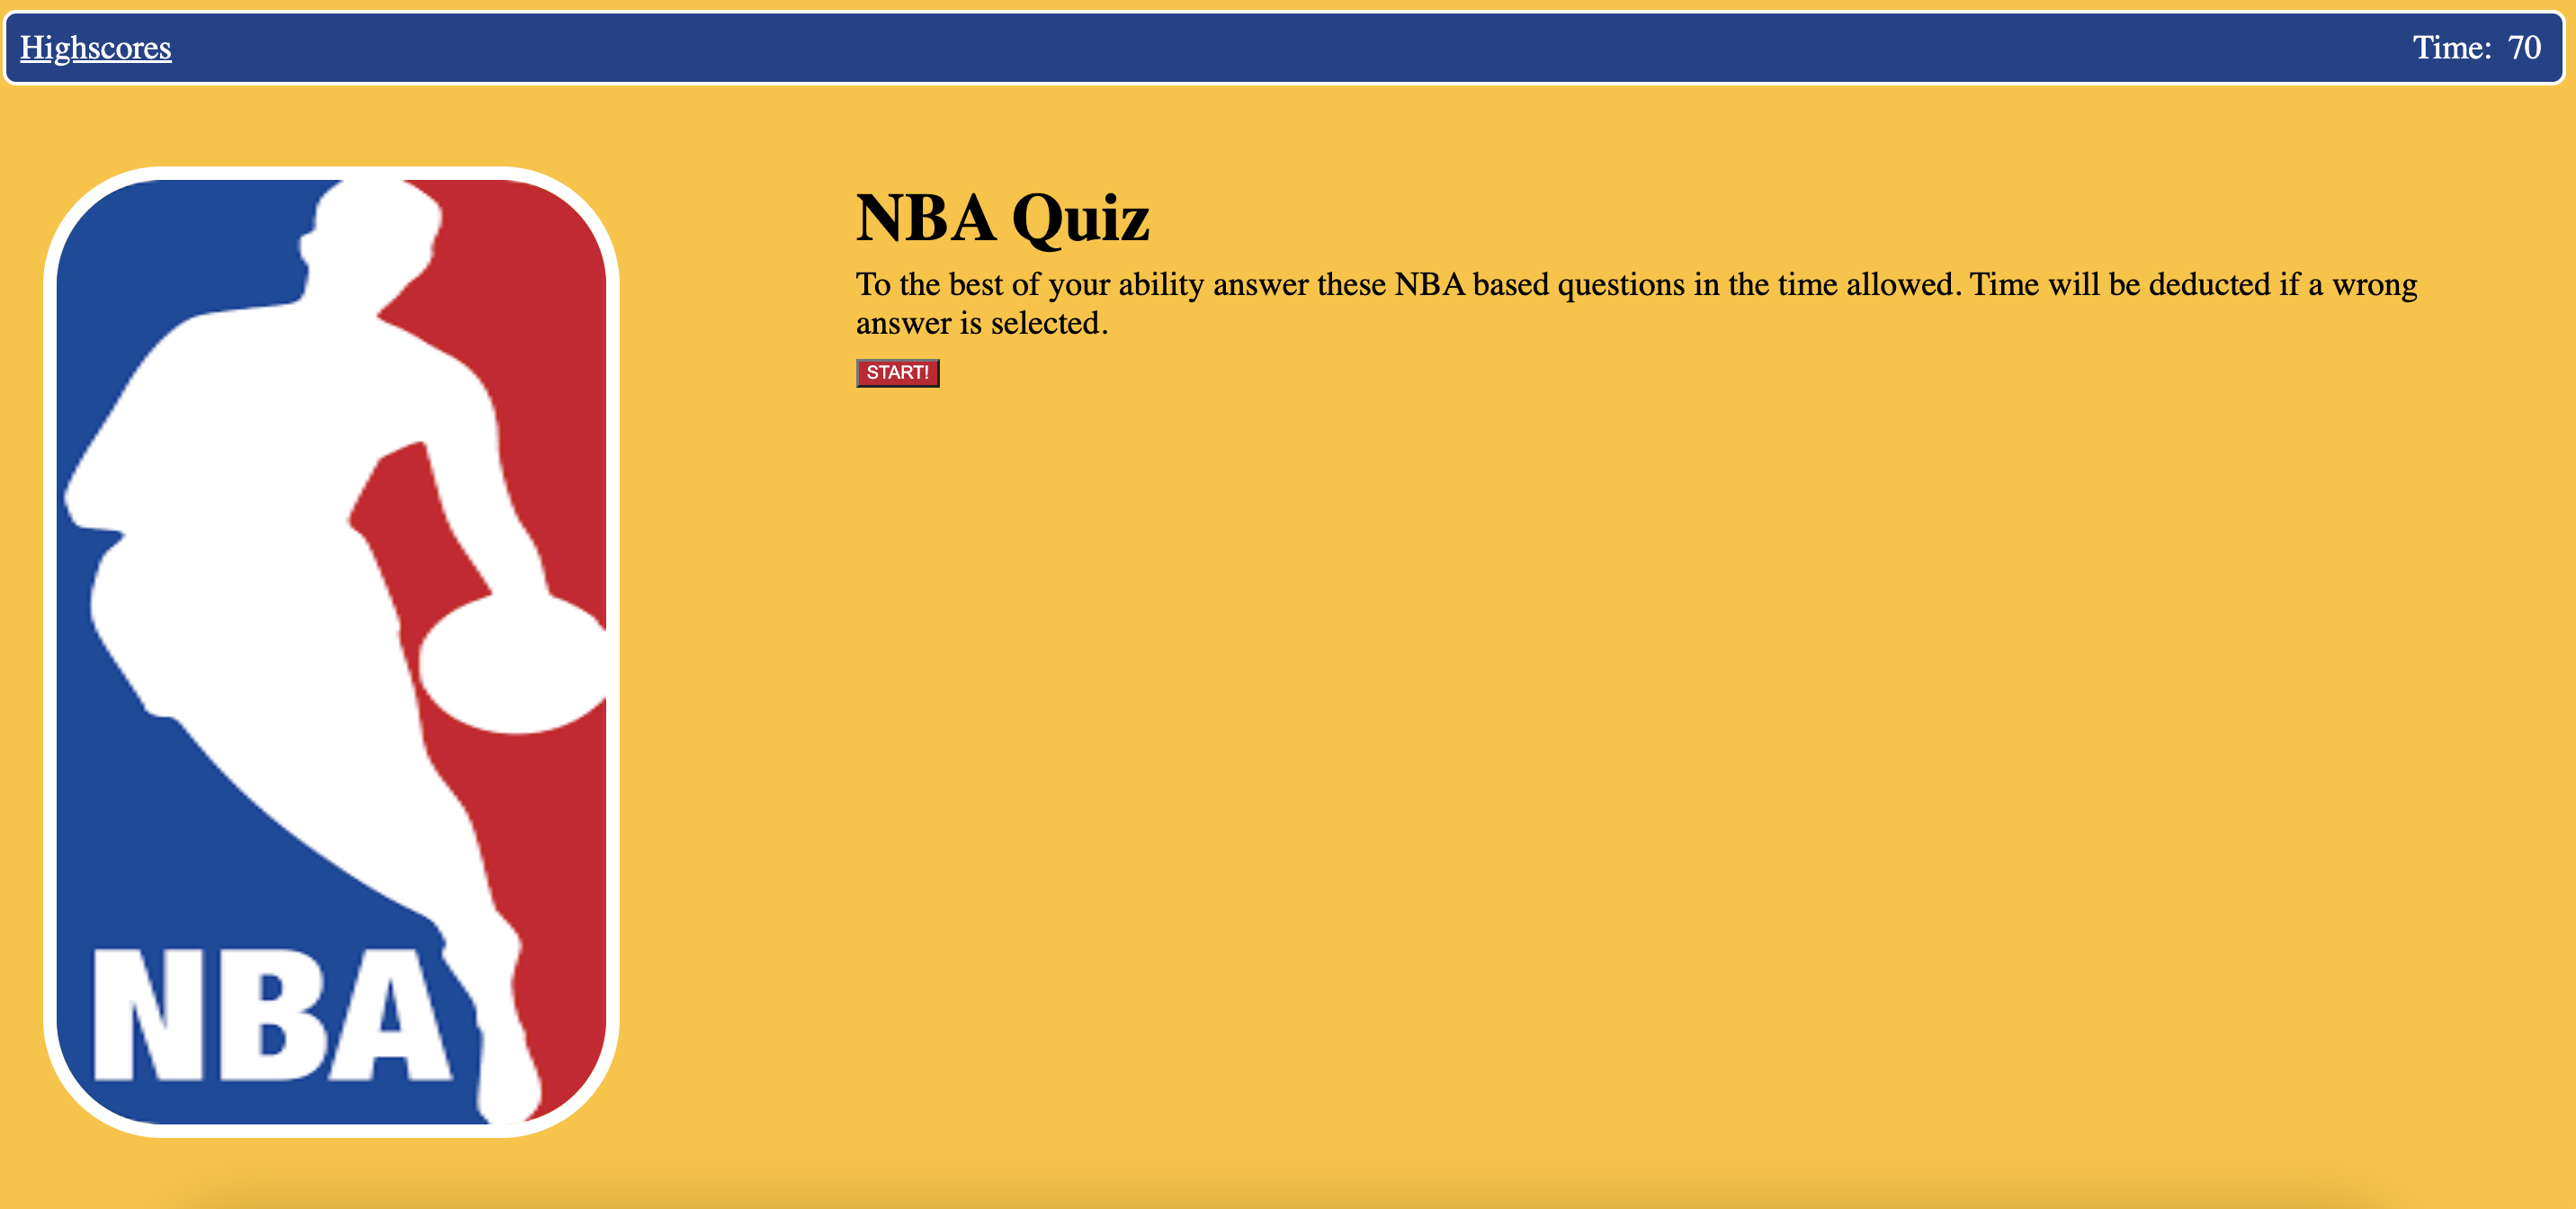 Highscores
Time: 70
NBA Quiz
To the best of your ability answer these NBA based questions in the time allowed. Time will be deducted if a wrong
answer is selected.
START!
NBA